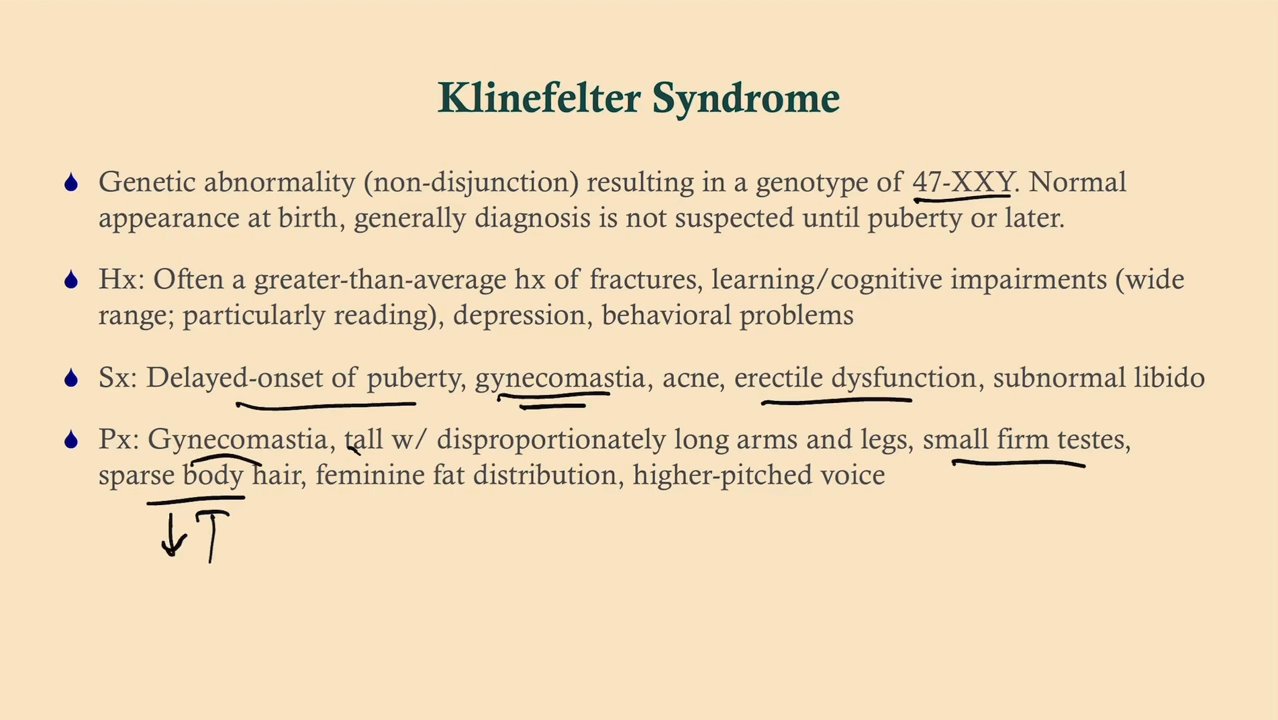 Klinefelter Syndrome
Genetic abnormality (non-disjunction) resulting in a genotype of 47-XXY. Normal
appearance at birth, generally diagnosis is not suspected until puberty or later.
Hx: Often a greater-than-average hx of fractures, learning/cognitive impairments (wide
range; particularly reading), depression, behavioral problems
Sx: Delayed-onset of puberty, gynecomastia, acne, erectile dysfunction, subnormal libido
Px: Gynecomastia, tall w/ disproportionately long arms and legs, small firm testes,
sparse body hair, feminine fat distribution, higher-pitched voice
↓ T